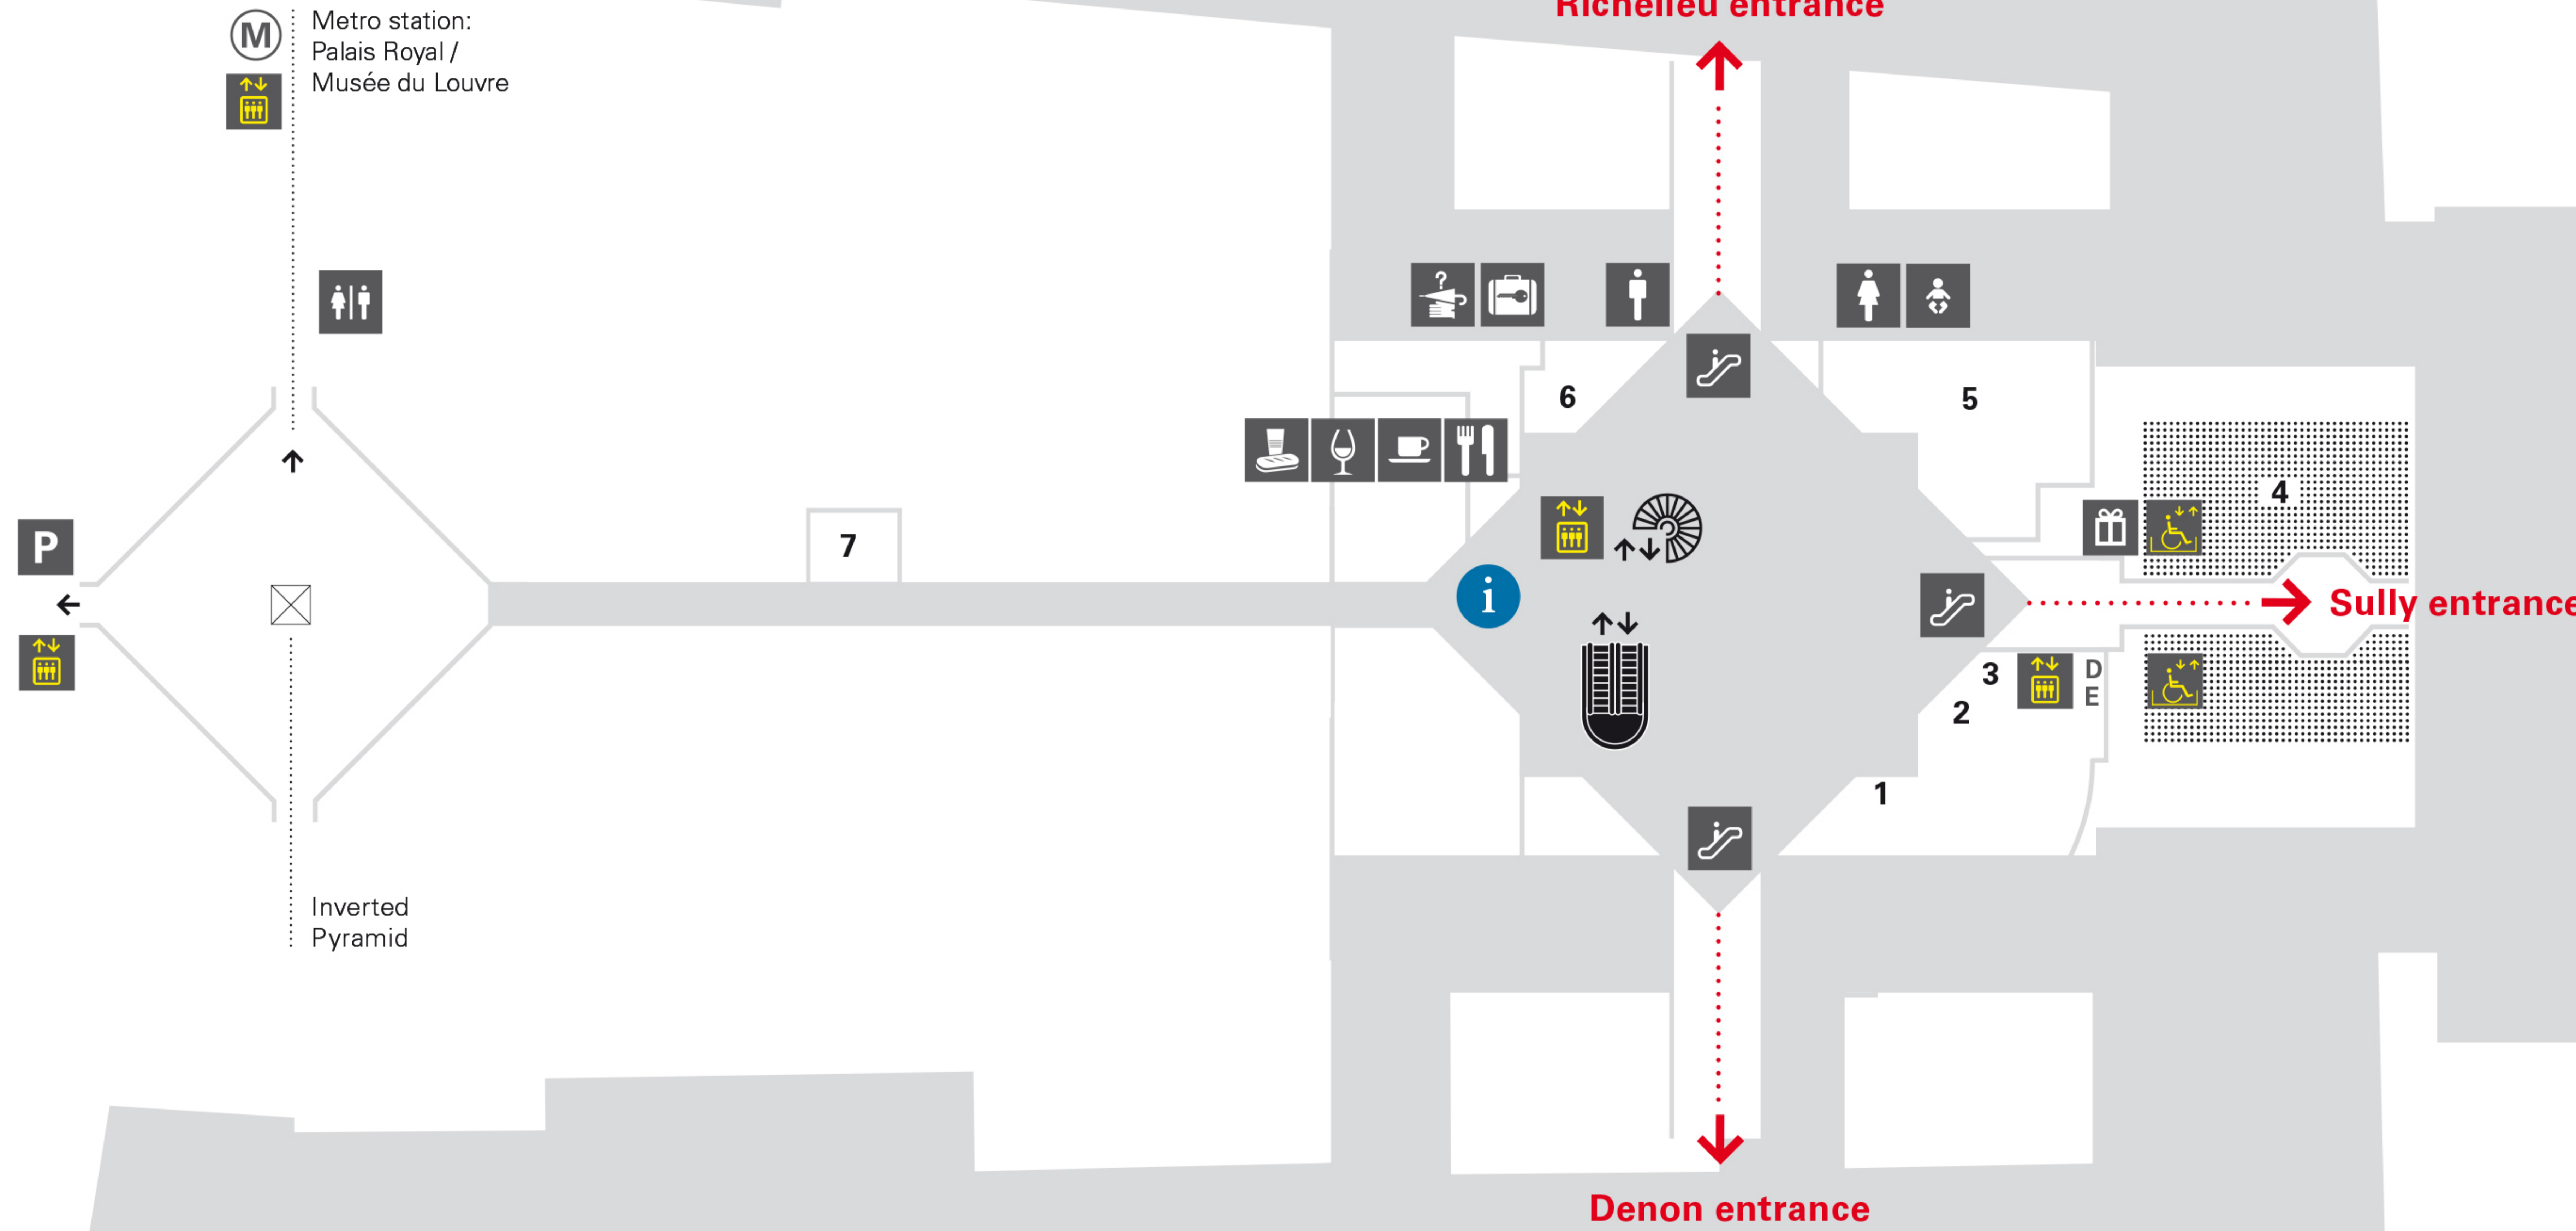 Richelieu entrance
M
Metro station:
Palais Royal /
Musée du Louvre
?
6
5
4
P
7
i
Sully entrance
3
D
E
2
1
Inverted
Pyramid
Denon entrance